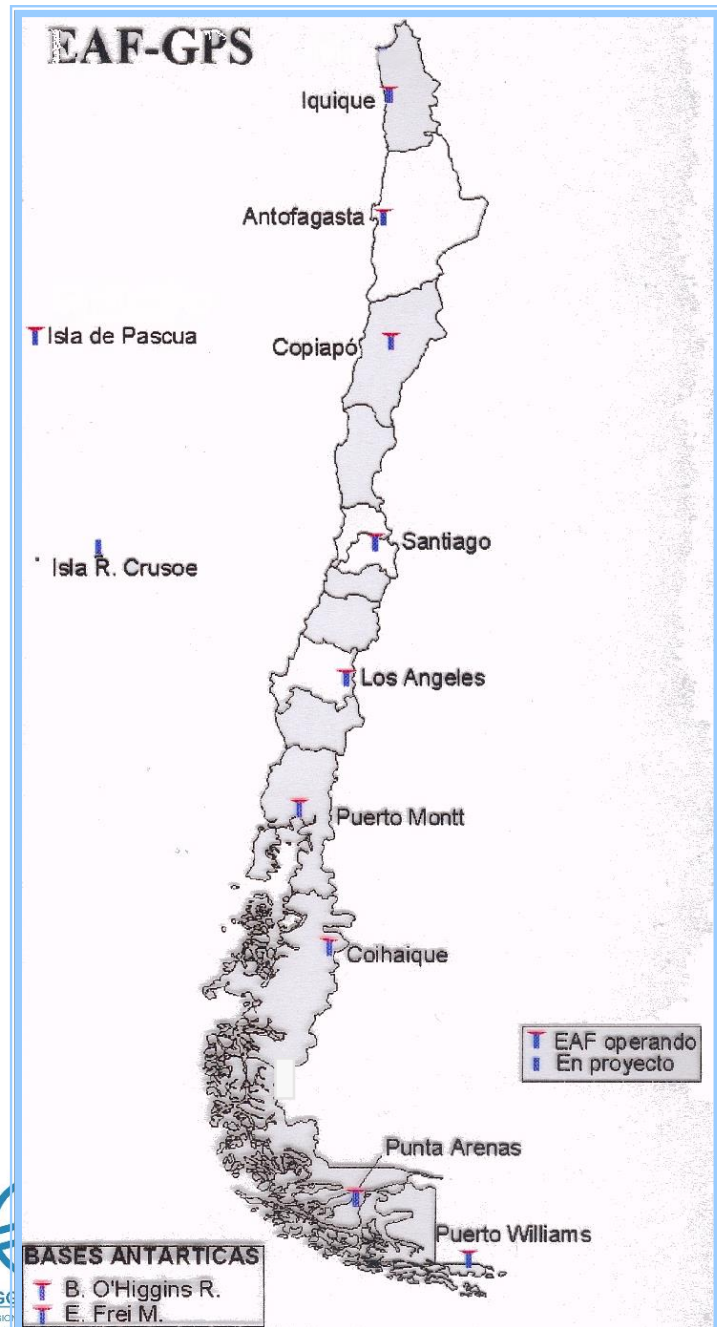 EAF-GPS
Iquique
Antofagasta
Isla de Pascua
Copiapó
Santiago
Isla R. Crusoe
Los Angeles
Puerto Montt
Coihaique
EAF operando
En proyecto
Punta Arenas
Puerto Williams
BASES ANTARTICAS
B. O'Higgins R.
E. Frei M.